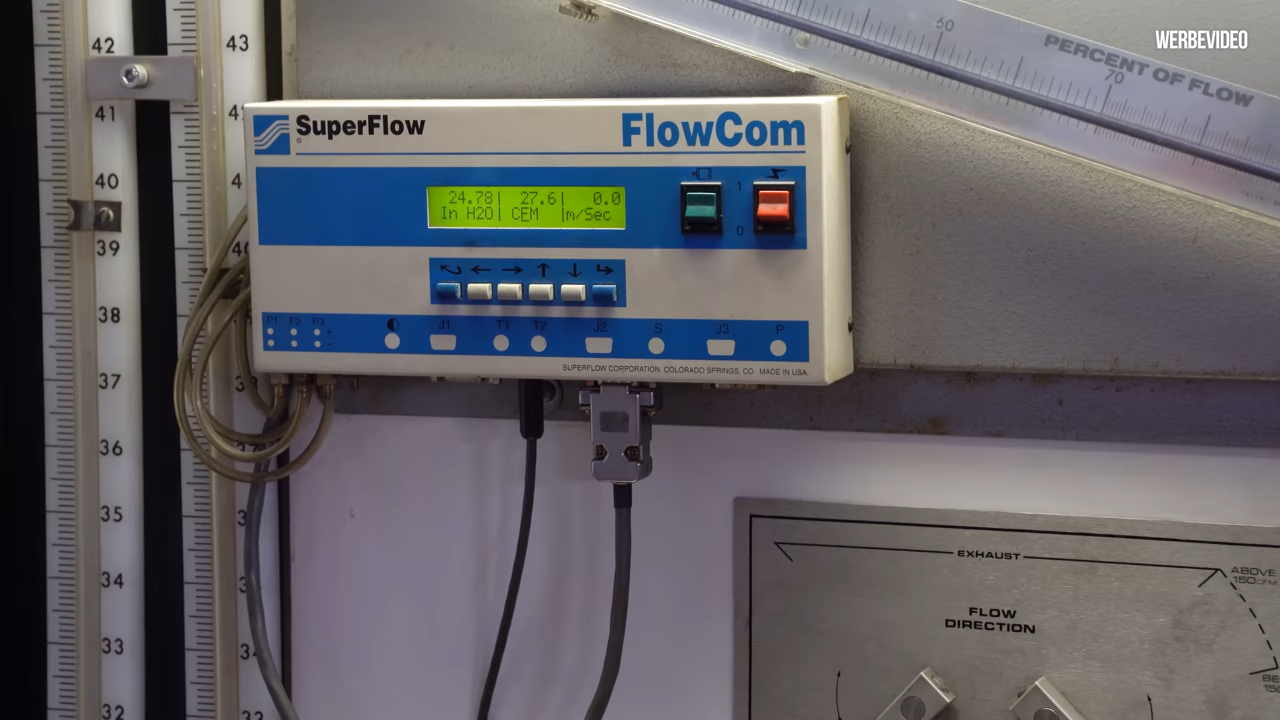 WERBEVIDEO
60
PERCENT OF FLOW
70
42
41
40
39
38
37
36
35
34
33
32
43
SuperFlow
FlowCom
24.78| 27.6| 0.0
In H2O| CEM |m/Sec
1
0
P1 P2 P3 J1 T1 T2 J2 S J3 P
+
-
SUPERFLOW CORPORATION. COLORADO SPRINGS, CO. MADE IN USA.
EXHAUST
ABOVE
150 CFM
FLOW
DIRECTION